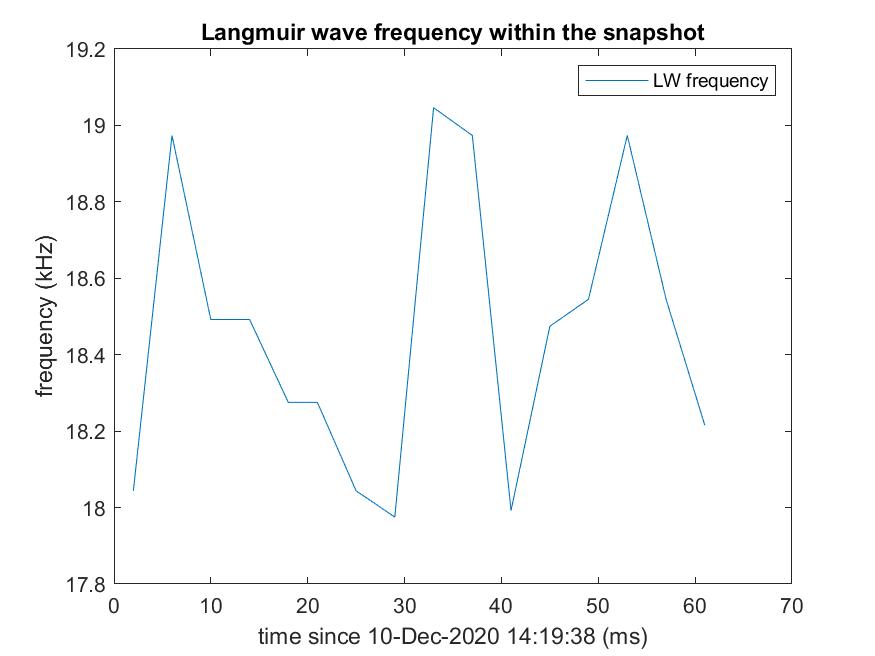 Langmuir wave frequency within the snapshot
LW frequency
19.2
19
18.8
18.6
18.4
18.2
18
17.8
frequency (kHz)
0 10 20 30 40 50 60 70
time since 10-Dec-2020 14:19:38 (ms)